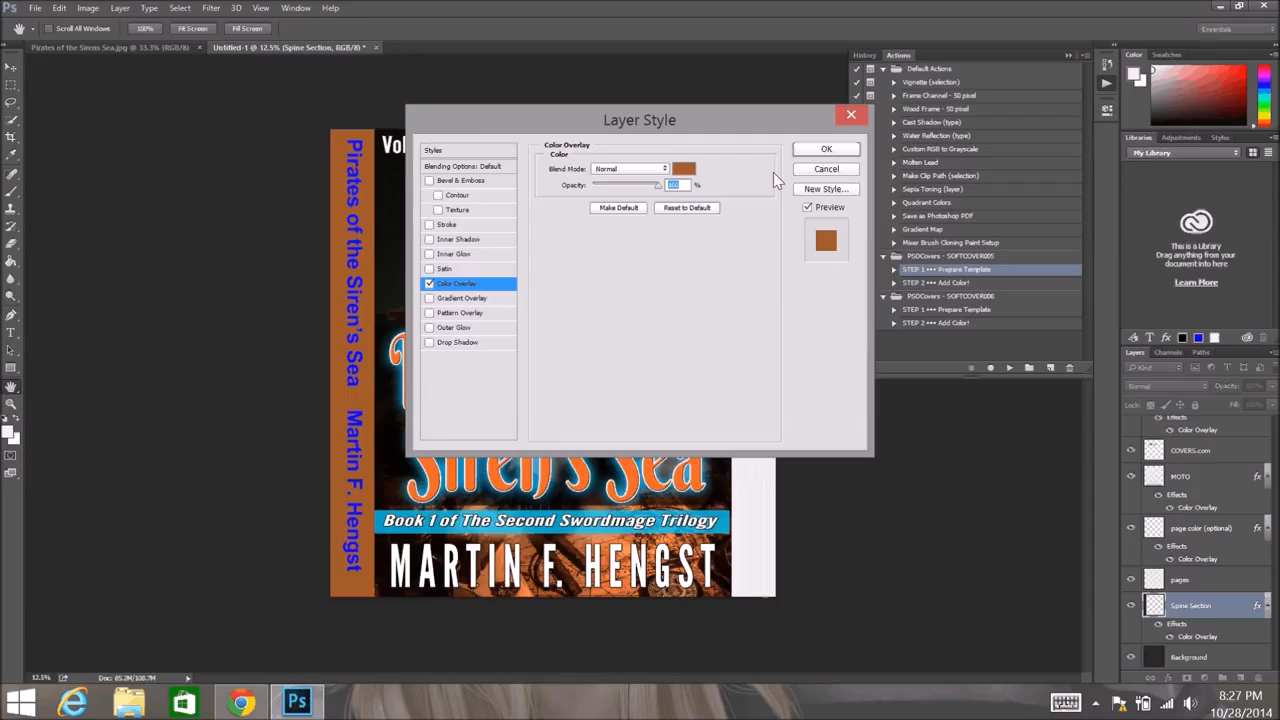 File Edit Image Layer Type Select Filter 3D View Window Help
Scroll All Windows 100% Fit Screen Fill Screen Essentials
Pirates of the Sirens Sea.jpg @ 33.3% (RGB/8) × Untitled-1 @ 12.5% (Spine Section, RGB/8) * ×
History Actions
Default Actions
Vignette (selection)
Frame Channel - 50 pixel
Wood Frame - 50 pixel
Cast Shadow (type)
Water Reflection (type)
Custom RGB to Grayscale
Molten Lead
Make Clip Path (selection)
Sepia Toning (layer)
Quadrant Colors
Save as Photoshop PDF
Gradient Map
Mixer Brush Cloning Paint Setup
PSDCovers - SOFTCOVER005
STEP 1 ••• Prepare Template
STEP 2 ••• Add Color!
PSDCovers - SOFTCOVER006
STEP 1 ••• Prepare Template
STEP 2 ••• Add Color!
Color Swatches
Libraries Adjustments Styles
My Library
This is a Library
Drag anything from your
document into here
Learn More
Layers Channels Paths
Kind
Normal Opacity:
Lock: Fill:
Color Overlay
COVERS.com
MOTO fx
Effects
Color Overlay
page color (optional) fx
Effects
Color Overlay
pages
Spine Section fx
Effects
Color Overlay
Background
Layer Style
Styles
Blending Options: Default
Bevel & Emboss
Contour
Texture
Stroke
Inner Shadow
Inner Glow
Satin
Color Overlay
Gradient Overlay
Pattern Overlay
Outer Glow
Drop Shadow
Color Overlay
Color
Blend Mode: Normal
Opacity: 100 %
Make Default Reset to Default
OK
Cancel
New Style...
Preview
Pirates of the Siren's Sea Martin F. Hengst
Vol
Siren's Sea
Book 1 of The Second Swordmage Trilogy
MARTIN F. HENGST
12.5% Doc: 85.2M/108.7M
Ps
8:27 PM
10/28/2014